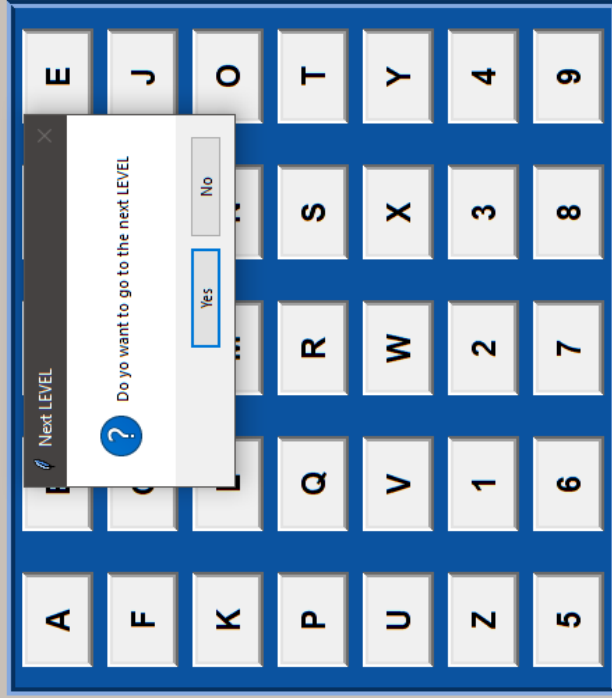 Next LEVEL
Do yo want to go to the next LEVEL
Yes No
A E
F J
K O
P Q R S T
U V W X Y
Z 1 2 3 4
5 6 7 8 9